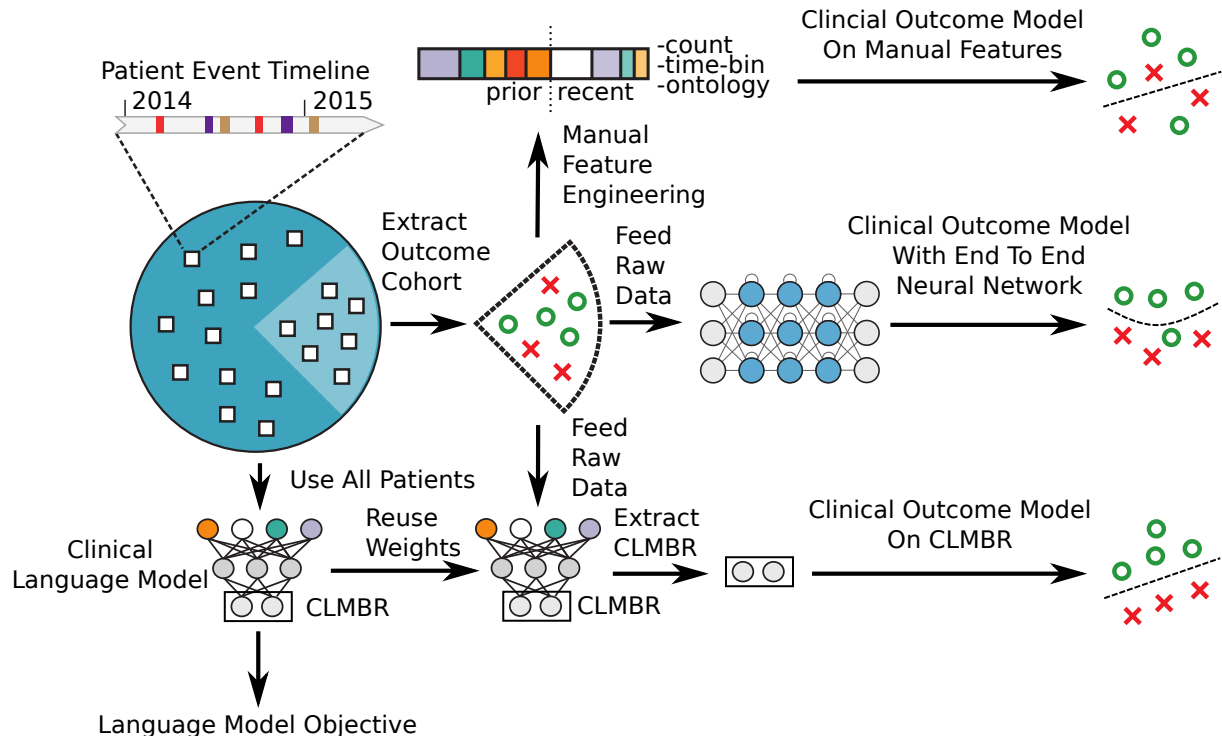 Clincial Outcome Model
On Manual Features
-count
-time-bin
-ontology
prior
recent
Patient Event Timeline
2014
2015
Manual
Feature
Engineering
Extract
Outcome
Cohort
Feed
Raw
Data
Clinical Outcome Model
With End To End
Neural Network
Feed
Raw
Data
Use All Patients
Clinical
Language Model
Reuse
Weights
Extract
CLMBR
Clinical Outcome Model
On CLMBR
CLMBR
CLMBR
Language Model Objective